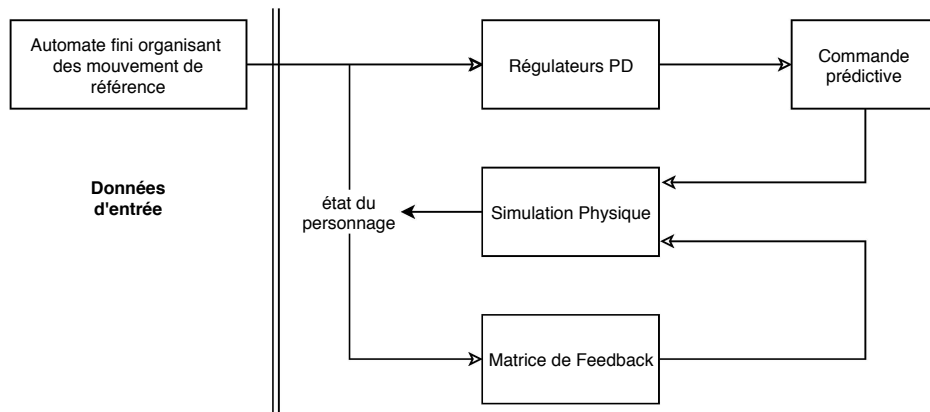 Automate fini organisant
des mouvement de
référence
Régulateurs PD
Commande
prédictive
Données
d'entrée
état du
personnage
Simulation Physique
Matrice de Feedback